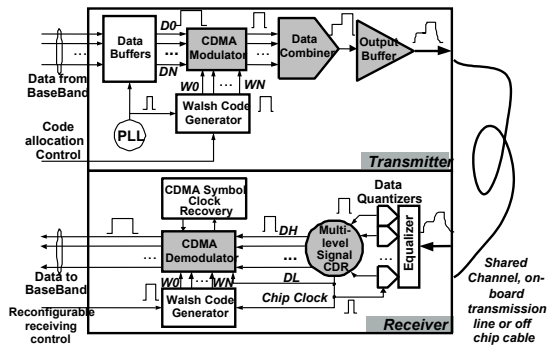 D0
Data
Buffers
DN
CDMA
Modulator
Data
Combiner
Output
Buffer
W0
WN
Data from
BaseBand
Walsh Code
Generator
PLL
Code
allocation
Control
Transmitter
CDMA Symbol
Clock
Recovery
Data
Quantizers
DH
CDMA
Demodulator
Multi-
level
Signal
CDR
Equalizer
Data to
BaseBand
W0
WN
DL
Walsh Code
Generator
Chip Clock
Reconfigurable
receiving
control
Receiver
Shared
Channel, on-
board
transmission
line or off
chip cable